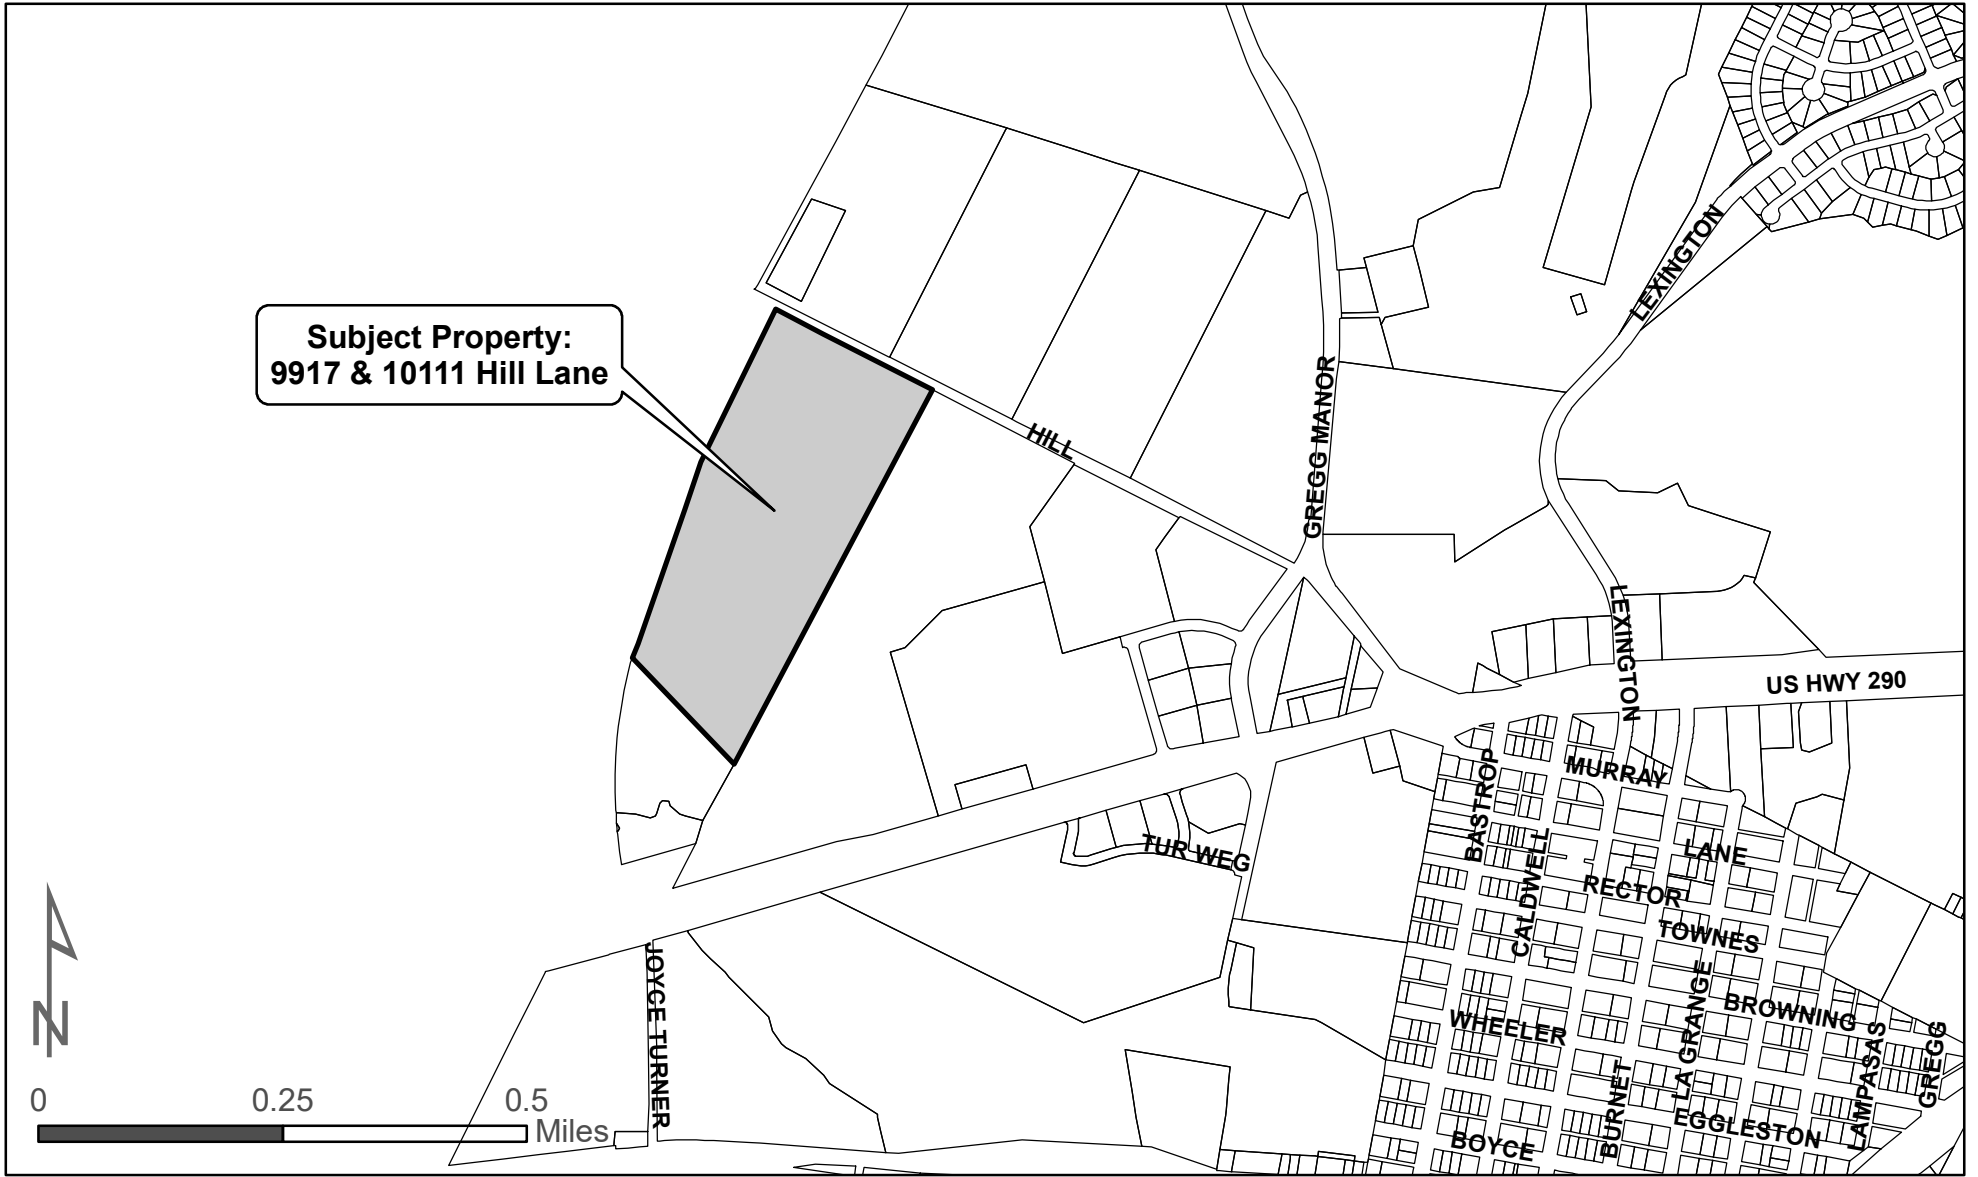 LEXINGTON
Subject Property:
9917 & 10111 Hill Lane
GREGG MANOR
HILL
LEXINGTON
US HWY 290
MURRAY
BASTROP
TUR WEG
CALDWELL
LANE
RECTOR
TOWNES
JOYCE TURNER
LA GRANGE
BROWNING
WHEELER
LAMPASAS
GREGG
BURNET
EGGLESTON
BOYCE
N
0 0.25 0.5
Miles